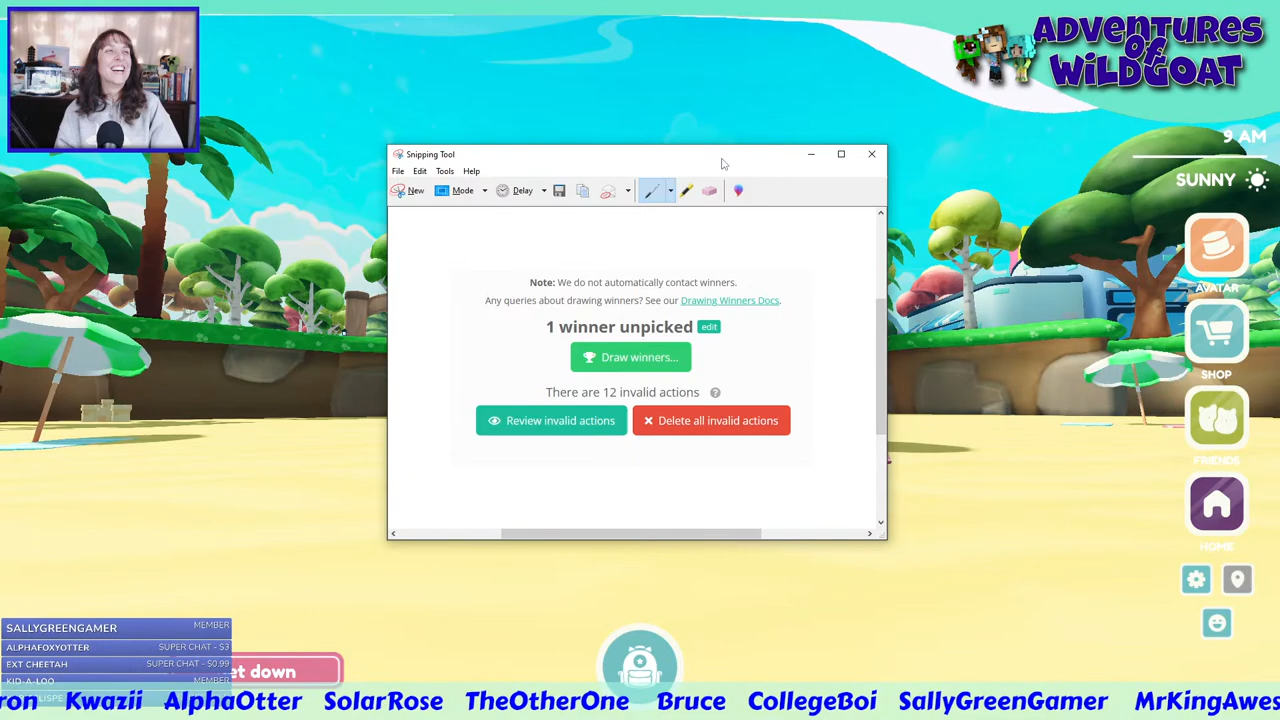 ADVENTURES
OF
WILDGOAT
9 AM
SUNNY
Snipping Tool
File Edit Tools Help
New Mode Delay
Note: We do not automatically contact winners.
Any queries about drawing winners? See our Drawing Winners Docs.
1 winner unpicked edit
Draw winners...
There are 12 invalid actions ?
Review invalid actions Delete all invalid actions
AVATAR
SHOP
FRIENDS
HOME
SALLYGREENGAMER MEMBER
ALPHAFOXYOTTER SUPER CHAT - $3
EXT CHEETAH SUPER CHAT - $0.99
KID-A-LOO MEMBER
et down
ron Kwazii AlphaOtter SolarRose TheOtherOne Bruce CollegeBoi SallyGreenGamer MrKingAwes